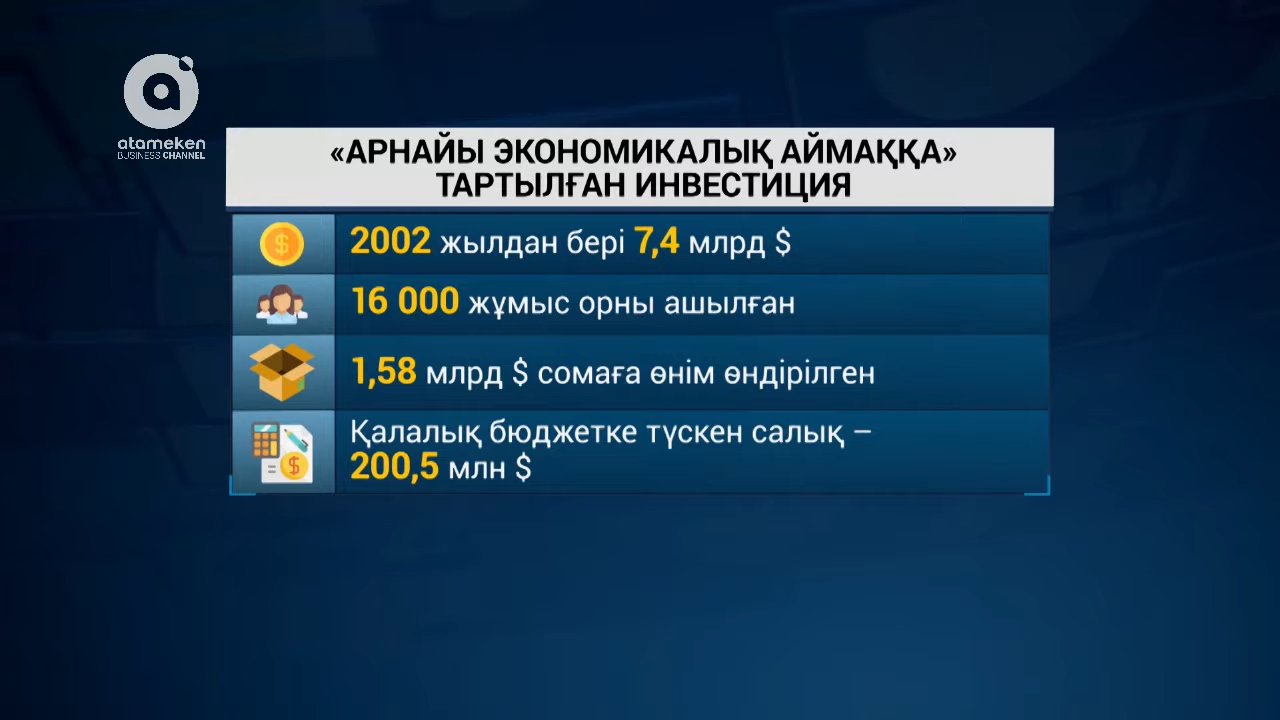 atameken
BUSINESS CHANNEL
«АРНАЙЫ ЭКОНОМИКАЛЫҚ АЙМАҚҚА»
ТАРТЫЛҒАН ИНВЕСТИЦИЯ
2002 жылдан бері 7,4 млрд $
16 000 жұмыс орны ашылған
1,58 млрд $ сомаға өнім өндірілген
Қалалық бюджетке түскен салық –
200,5 млн $